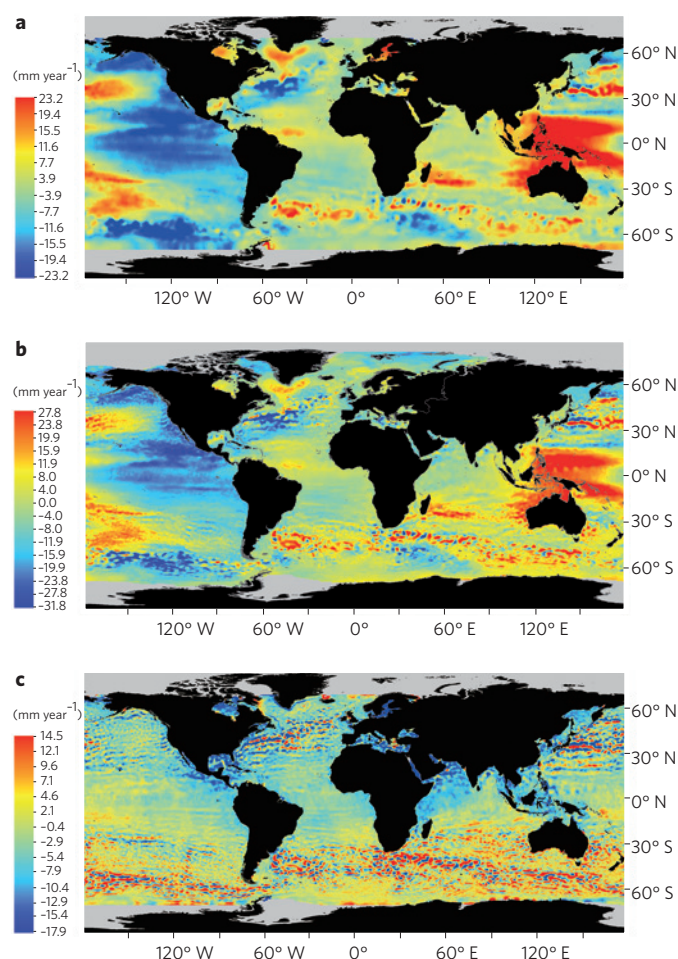 a
(mm year⁻¹)
23.2
19.4
15.5
11.6
7.7
3.9
−3.9
−7.7
−11.6
−15.5
−19.4
−23.2
60° N
30° N
0° N
30° S
60° S
120° W 60° W 0° 60° E 120° E
b
(mm year⁻¹)
27.8
23.8
19.9
15.9
11.9
8.0
4.0
0.0
−4.0
−8.0
−11.9
−15.9
−19.9
−23.8
−27.8
−31.8
60° N
30° N
0° N
30° S
60° S
120° W 60° W 0° 60° E 120° E
c
(mm year⁻¹)
14.5
12.1
9.6
7.1
4.6
2.1
−0.4
−2.9
−5.4
−7.9
−10.4
−12.9
−15.4
−17.9
60° N
30° N
0° N
30° S
60° S
120° W 60° W 0° 60° E 120° E